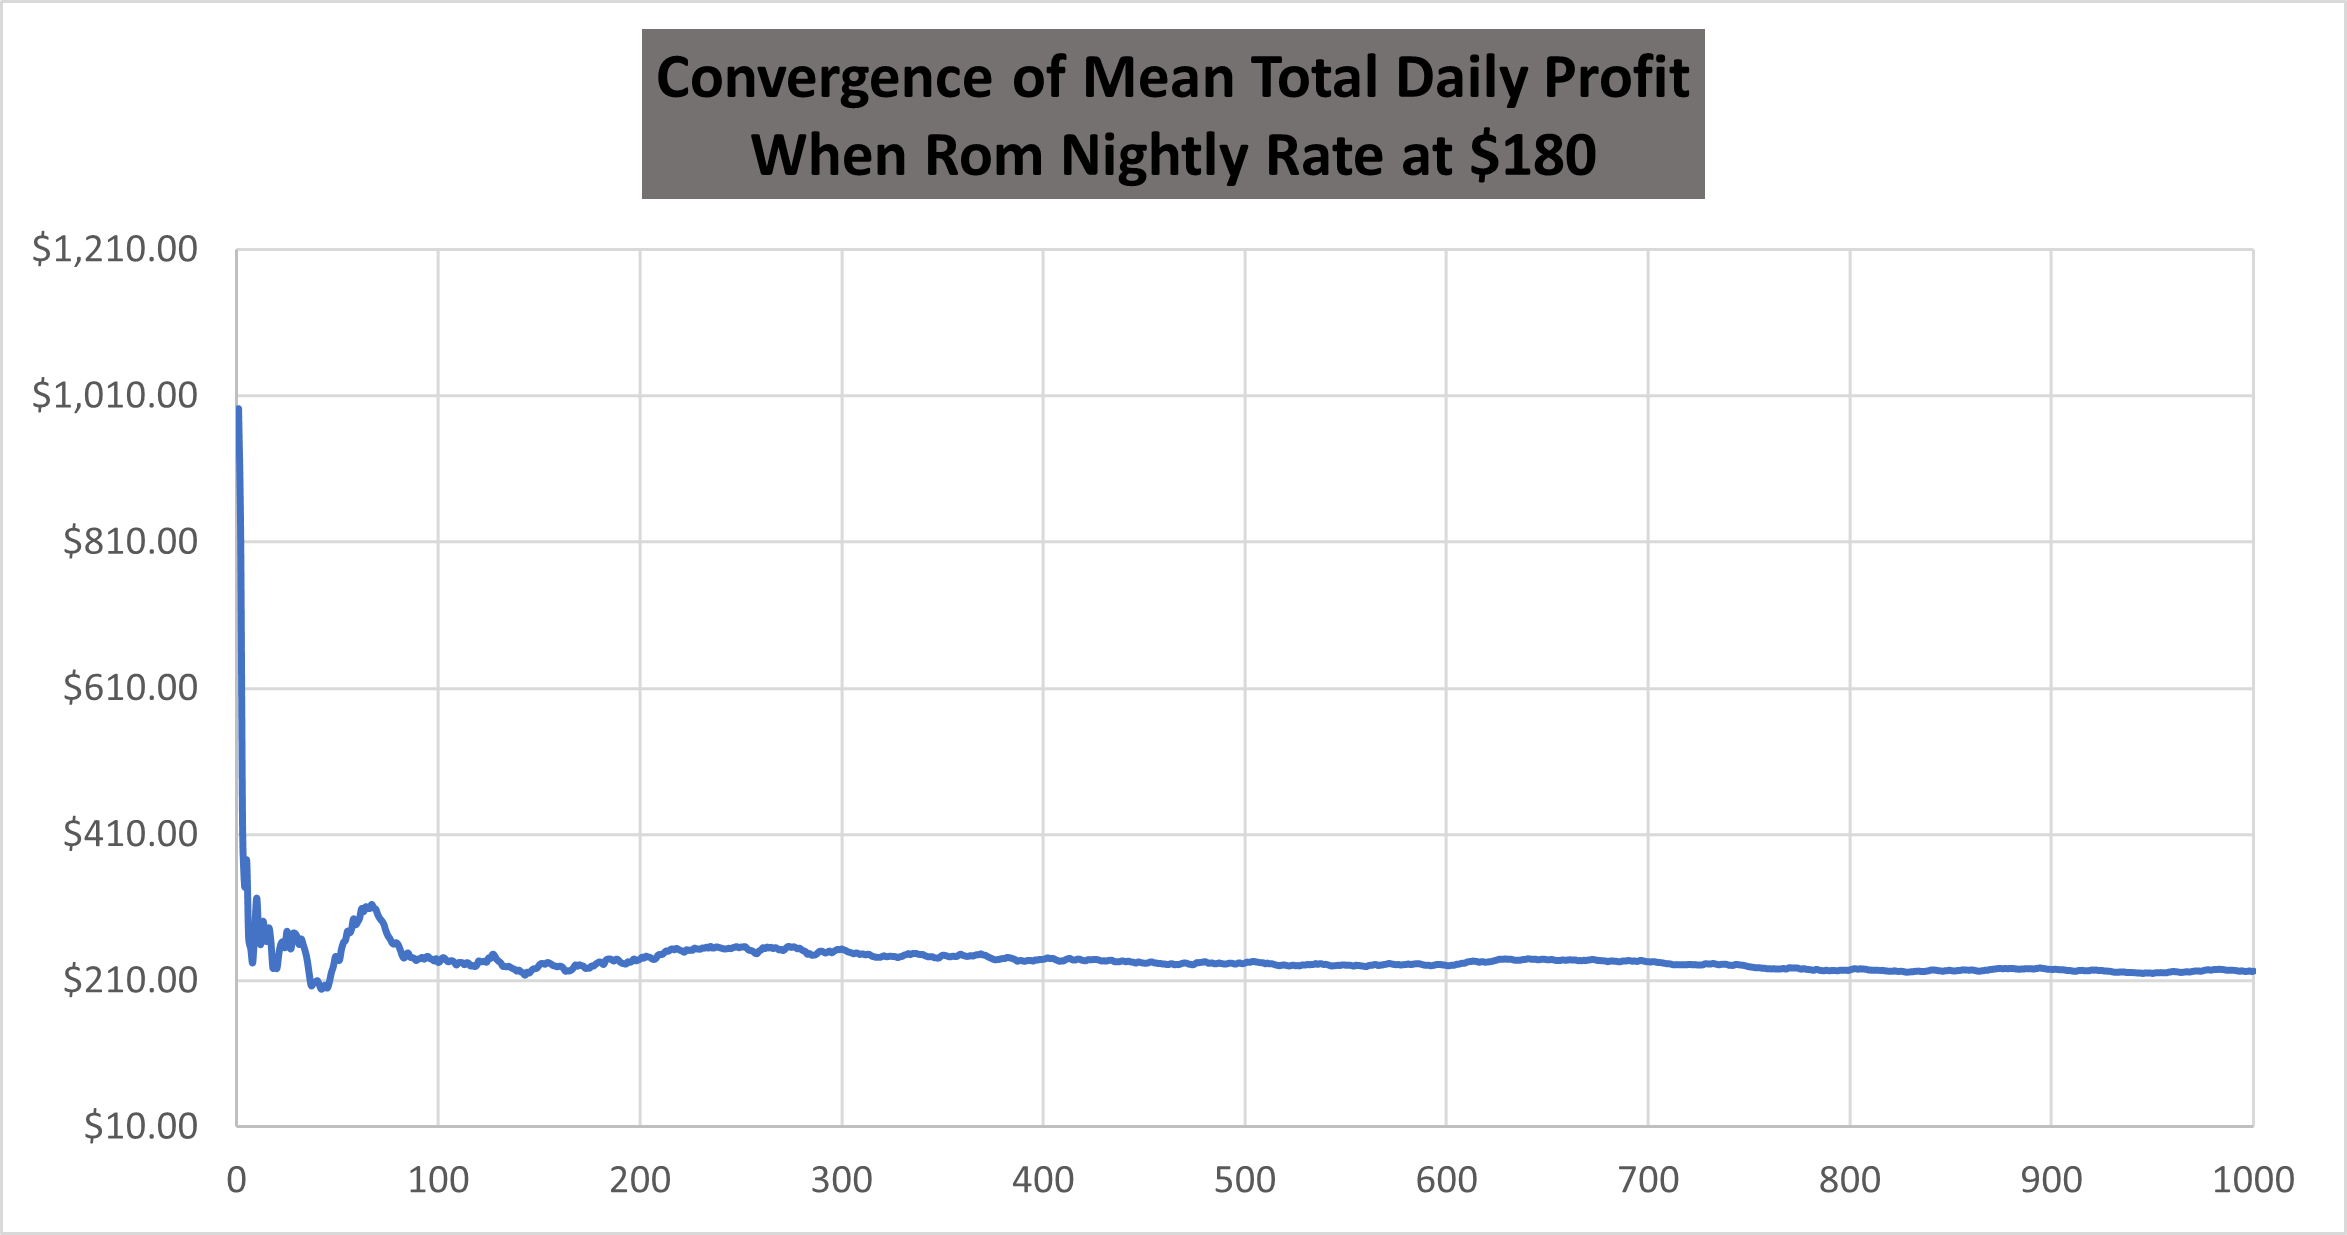 Convergence of Mean Total Daily Profit
When Rom Nightly Rate at $180
$1,210.00
$1,010.00
$810.00
$610.00
$410.00
$210.00
$10.00
0 100 200 300 400 500 600 700 800 900 1000